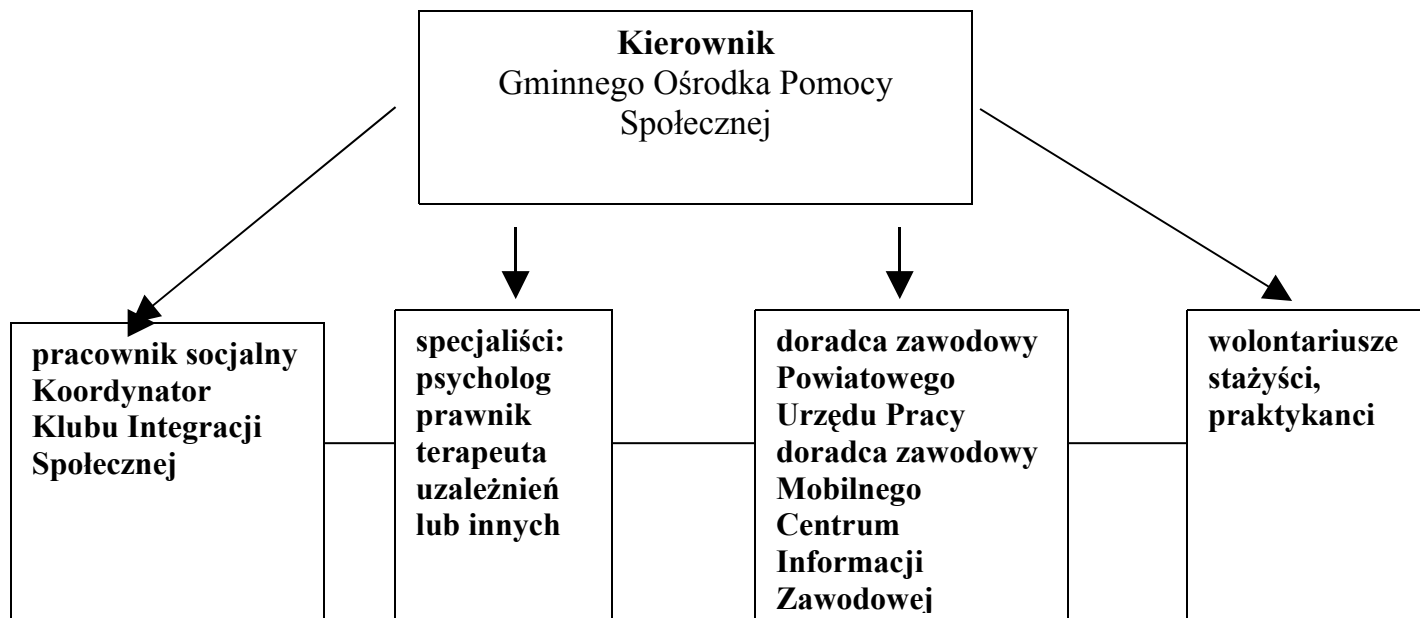 Kierownik
Gminnego Ośrodka Pomocy
Społecznej
pracownik socjalny
Koordynator
Klubu Integracji
Społecznej
specjaliści:
psycholog
prawnik
terapeuta
uzależnień
lub innych
doradca zawodowy
Powiatowego
Urzędu Pracy
doradca zawodowy
Mobilnego
Centrum
Informacji
Zawodowej
wolontariusze
stażyści,
praktykanci